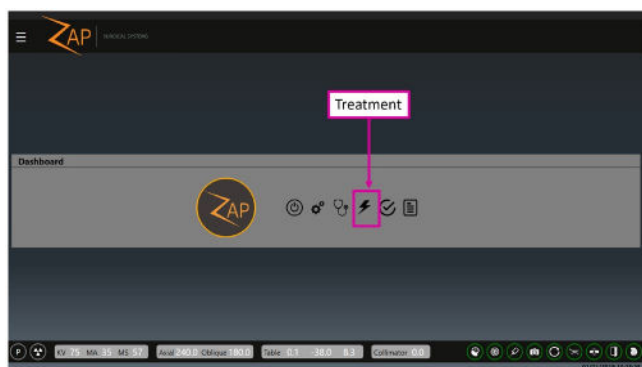 ZAP
SURGICAL SYSTEMS
Treatment
Dashboard
ZAP
P
KV 75 MA 35 MS 57
Axial 240.0 Oblique 180.0
Table 0.1 -38.0 8.3
Collimator 0.0